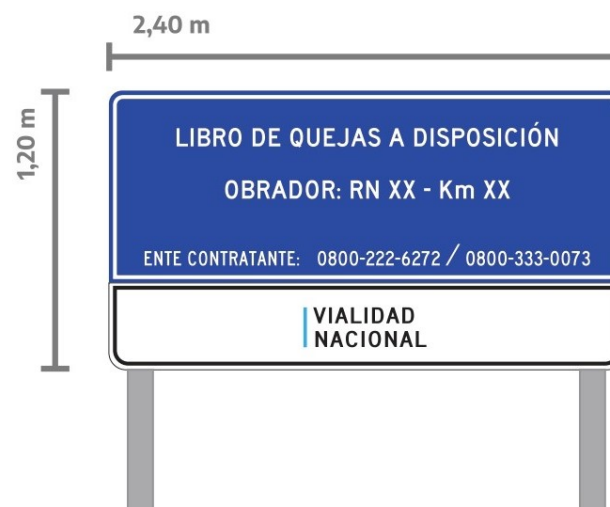 2,40 m
1,20 m
LIBRO DE QUEJAS A DISPOSICIÓN
OBRADOR: RN XX - Km XX
ENTE CONTRATANTE: 0800-222-6272 / 0800-333-0073
VIALIDAD
NACIONAL